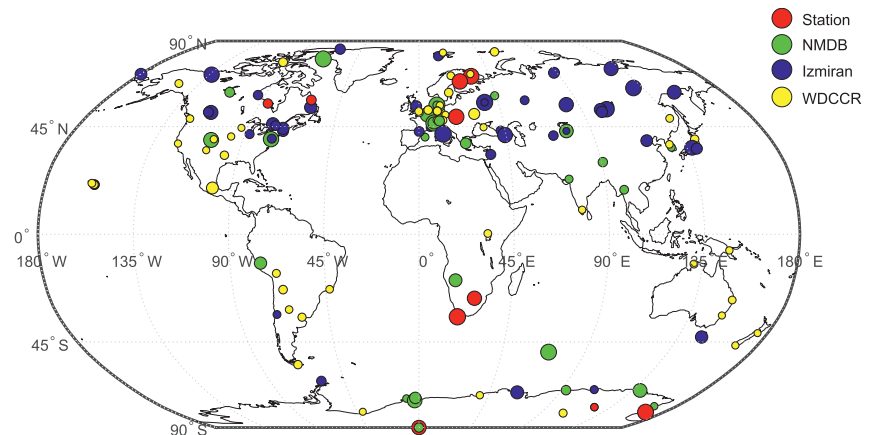 Station
NMDB
Izmiran
WDCCR
90° N
45° N
0°
180° W 135° W 90° W 45° W 0° 45° E 90° E 135° E 180° E
45° S
90° S